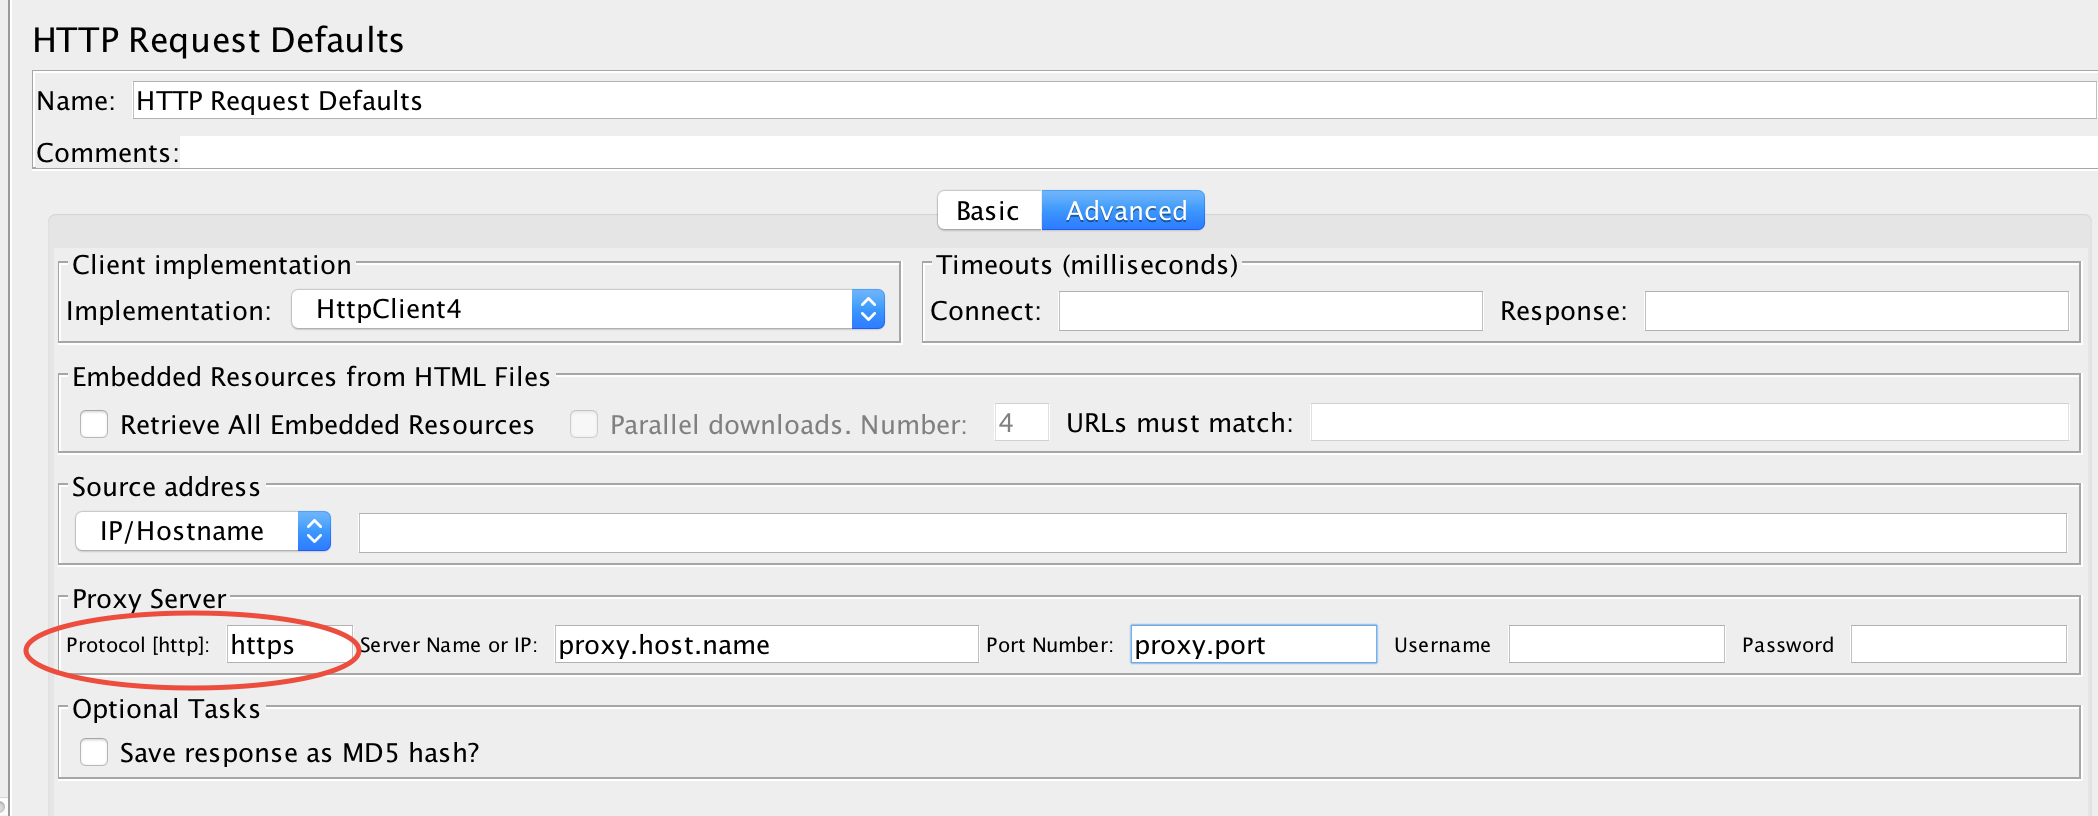 HTTP Request Defaults
Name: HTTP Request Defaults
Comments:
Basic Advanced
Client implementation Timeouts (milliseconds)
Implementation: HttpClient4 Connect: Response:
Embedded Resources from HTML Files
Retrieve All Embedded Resources Parallel downloads. Number: 4 URLs must match:
Source address
IP/Hostname
Proxy Server
Protocol [http]: https Server Name or IP: proxy.host.name Port Number: proxy.port Username Password
Optional Tasks
Save response as MD5 hash?